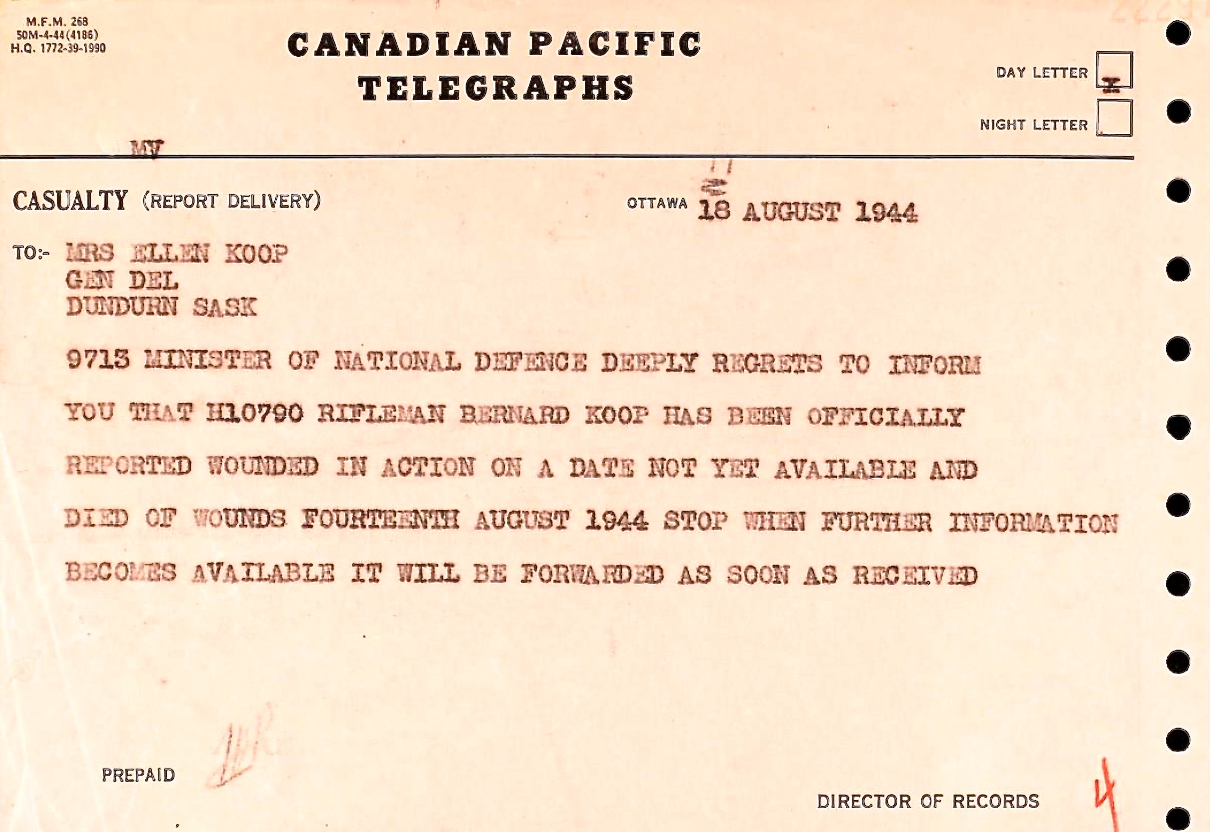 M.F.M. 268
50M-4-44(4186)
H.Q. 1772-39-1990
CANADIAN PACIFIC
TELEGRAPHS
DAY LETTER X
NIGHT LETTER
MV
CASUALTY (REPORT DELIVERY)
OTTAWA 18 AUGUST 1944
TO:- MRS ELLEN KOOP
GEN DEL
DUNDURN SASK
9713 MINISTER OF NATIONAL DEFENCE DEEPLY REGRETS TO INFORM
YOU THAT H10790 RIFLEMAN BERNARD KOOP HAS BEEN OFFICIALLY
REPORTED WOUNDED IN ACTION ON A DATE NOT YET AVAILABLE AND
DIED OF WOUNDS FOURTEENTH AUGUST 1944 STOP WHEN FURTHER INFORMATION
BECOMES AVAILABLE IT WILL BE FORWARDED AS SOON AS RECEIVED
PREPAID
DIRECTOR OF RECORDS
4